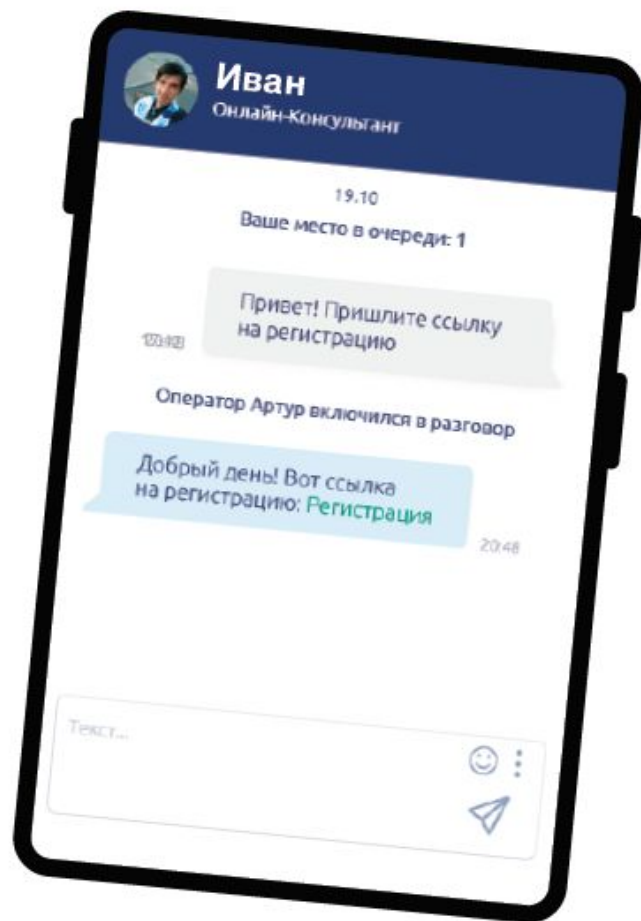 Иван
Онлайн-Консультант
19.10
Ваше место в очереди: 1
Привет! Пришлите ссылку
на регистрацию
Оператор Артур включился в разговор
Добрый день! Вот ссылка
на регистрацию: Регистрация
20:48
Текст...